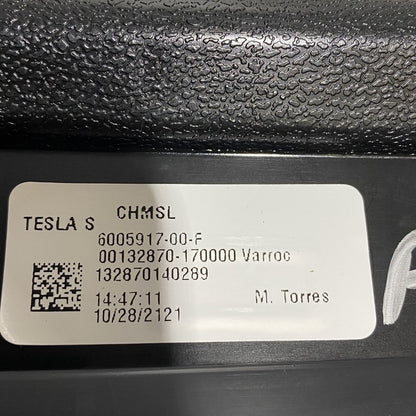 TESLA S CHMSL
6005917-00-F
00132870-170000 Varroc
132870140289
14:47:11 M. Torres
10/28/2121